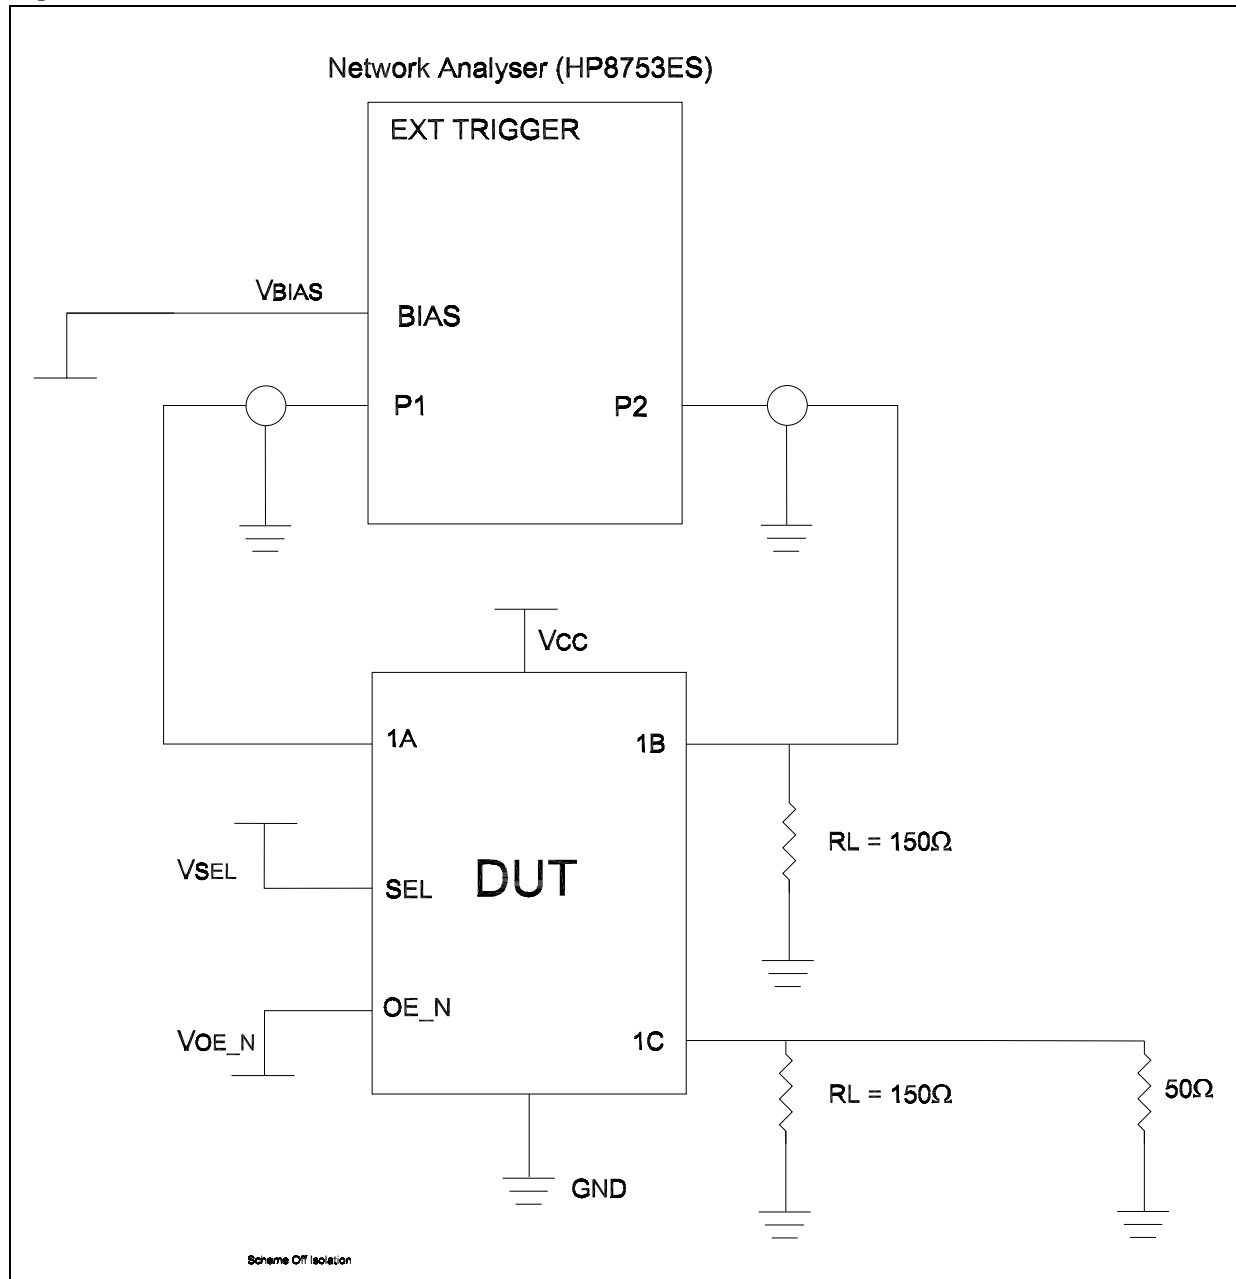 Network Analyser (HP8753ES)
EXT TRIGGER
VBIAS
BIAS
P1
P2
VCC
1A
1B
RL = 150Ω
VSEL
SEL
DUT
OE_N
VOE_N
1C
RL = 150Ω
50Ω
GND
Scheme Off Isolation